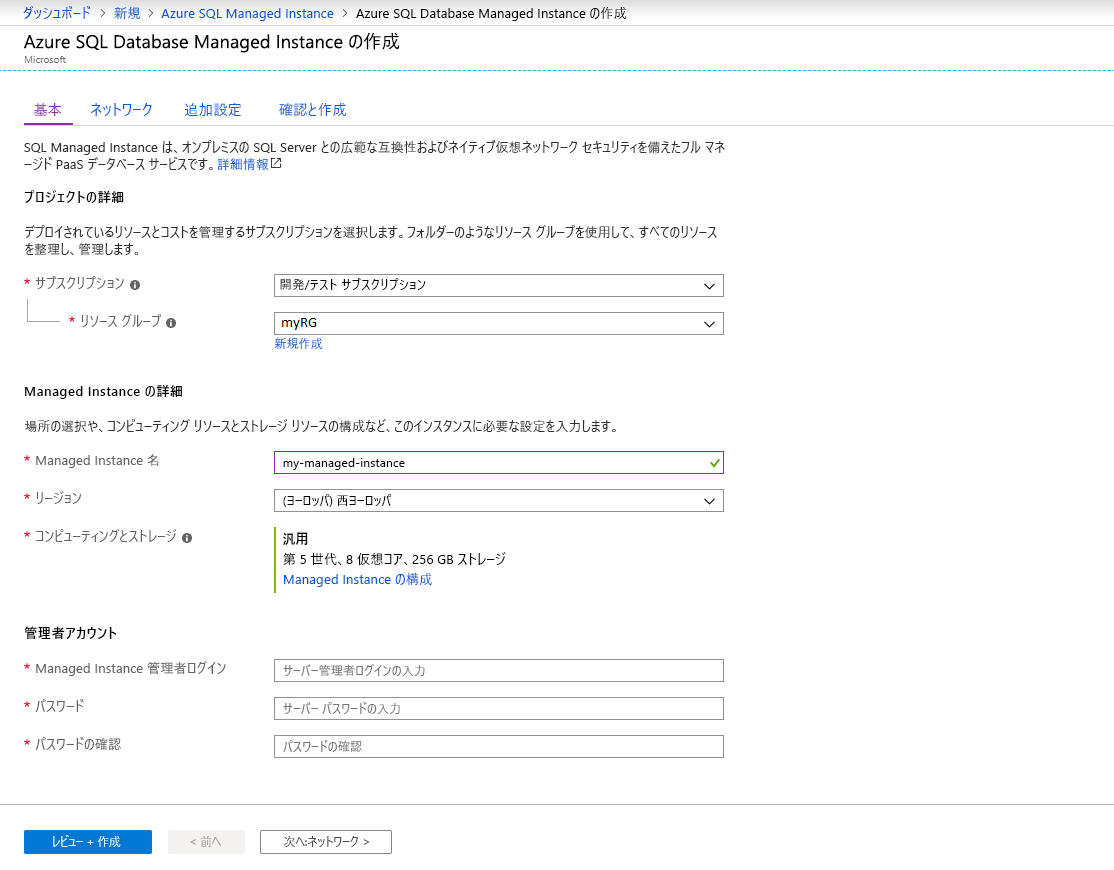 ダッシュボード > 新規 > Azure SQL Managed Instance > Azure SQL Database Managed Instance の作成
Azure SQL Database Managed Instance の作成
Microsoft
基本 ネットワーク 追加設定 確認と作成
SQL Managed Instance は、オンプレミスの SQL Server との広範な互換性およびネイティブ仮想ネットワーク セキュリティを備えたフル マネ
ージド PaaS データベース サービスです。詳細情報
プロジェクトの詳細
デプロイされているリソースとコストを管理するサブスクリプションを選択します。フォルダーのようなリソース グループを使用して、すべてのリソース
を整理し、管理します。
* サブスクリプション 開発/テスト サブスクリプション
* リソース グループ myRG
新規作成
Managed Instance の詳細
場所の選択や、コンピューティング リソースとストレージ リソースの構成など、このインスタンスに必要な設定を入力します。
* Managed Instance 名 my-managed-instance
* リージョン (ヨーロッパ) 西ヨーロッパ
* コンピューティングとストレージ 汎用
第 5 世代、8 仮想コア、256 GB ストレージ
Managed Instance の構成
管理者アカウント
* Managed Instance 管理者ログイン サーバー管理者ログインの入力
* パスワード サーバー パスワードの入力
* パスワードの確認 パスワードの確認
レビュー + 作成 < 前へ 次へ:ネットワーク >